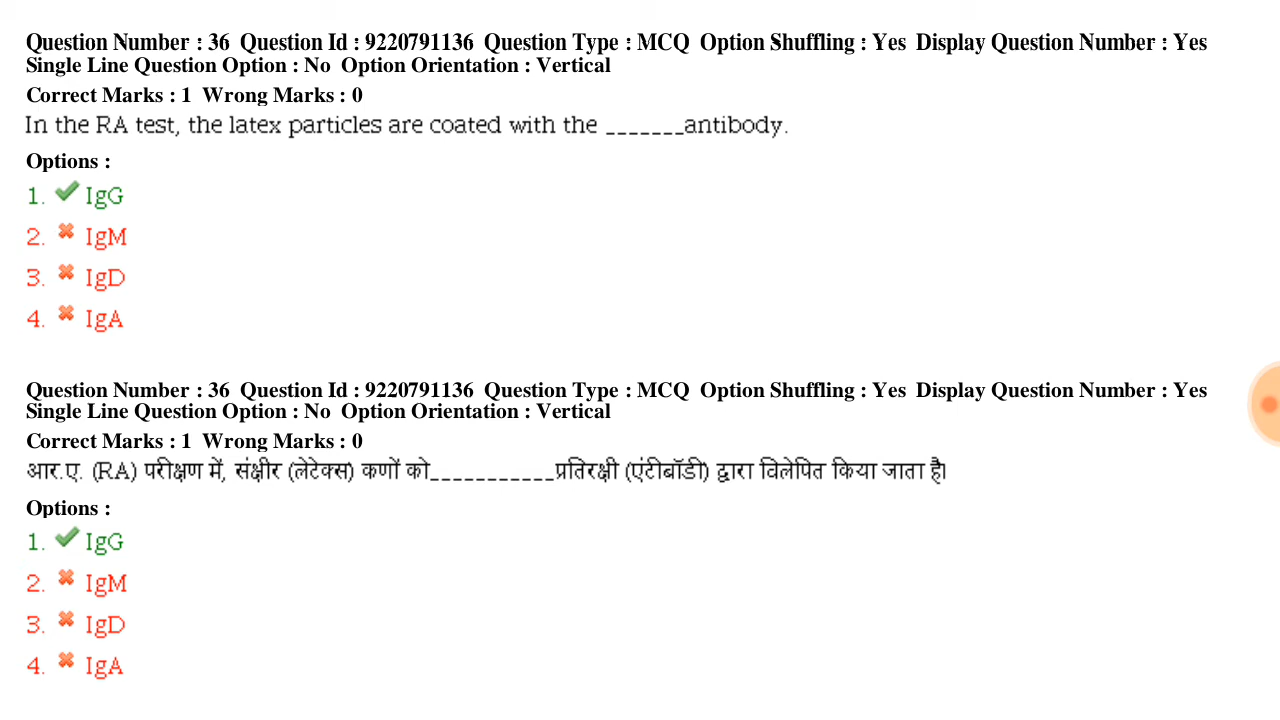 Question Number : 36 Question Id : 9220791136 Question Type : MCQ Option Shuffling : Yes Display Question Number : Yes
Single Line Question Option : No Option Orientation : Vertical
Correct Marks : 1 Wrong Marks : 0
In the RA test, the latex particles are coated with the _______antibody.
Options :
1. IgG
2. IgM
3. IgD
4. IgA
Question Number : 36 Question Id : 9220791136 Question Type : MCQ Option Shuffling : Yes Display Question Number : Yes
Single Line Question Option : No Option Orientation : Vertical
Correct Marks : 1 Wrong Marks : 0
आर.ए. (RA) परीक्षण में, संक्षीर (लेटेक्स) कणों को___________प्रतिरक्षी (एंटीबॉडी) द्वारा विलेपित किया जाता है।
Options :
1. IgG
2. IgM
3. IgD
4. IgA